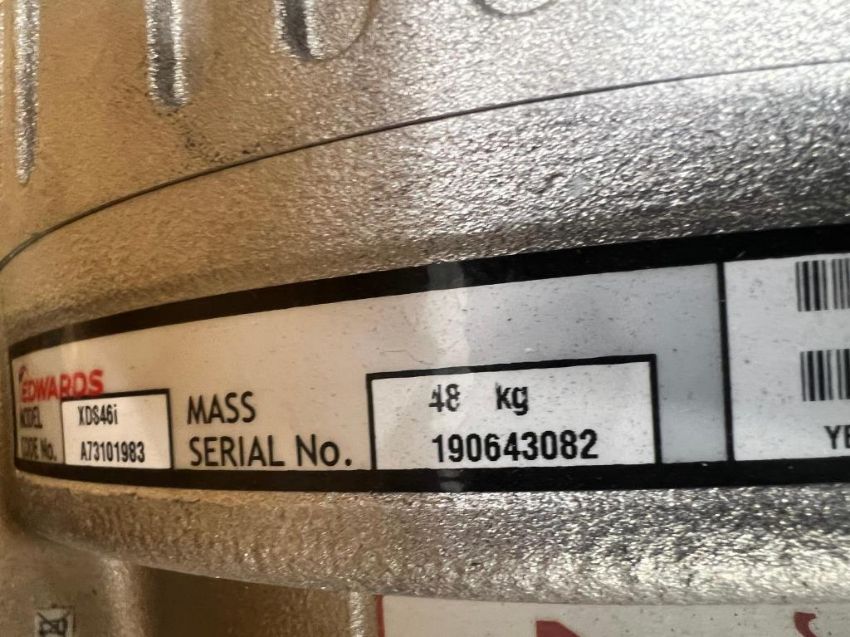 EDWARDS
MODEL XDS46i
CODE No. A73101983
MASS 48 kg
SERIAL No. 190643082